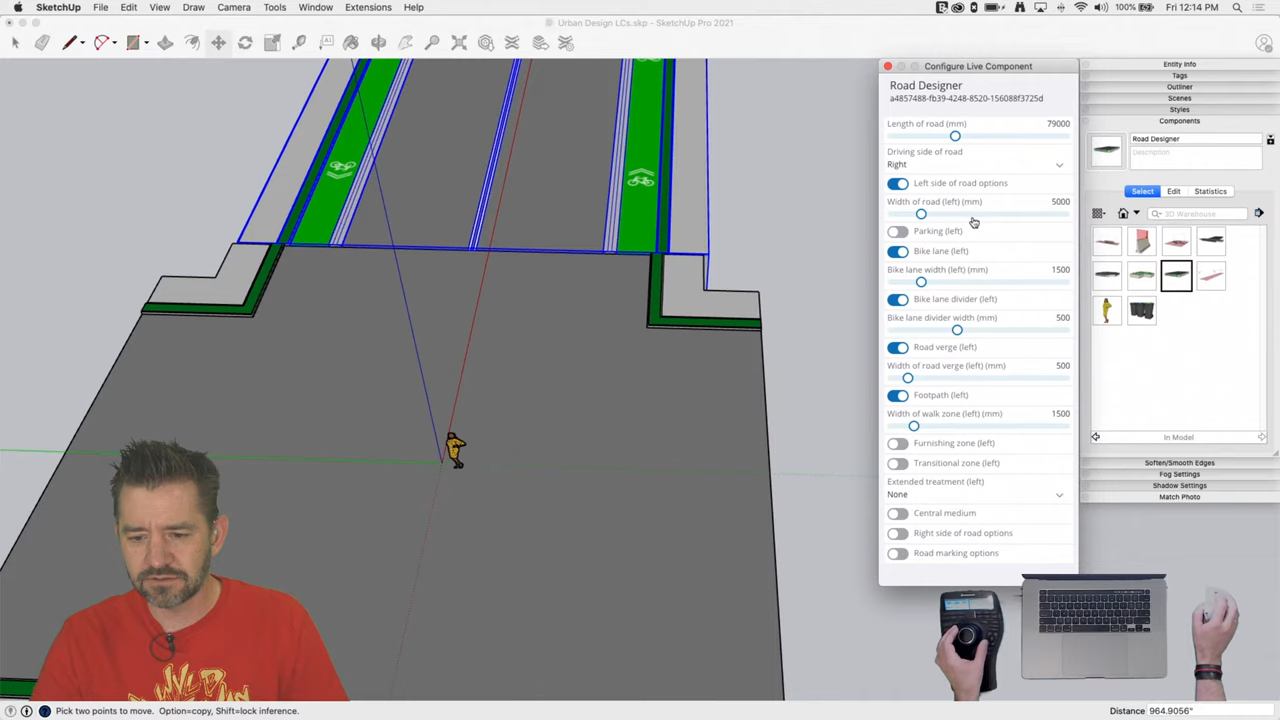 SketchUp File Edit View Draw Camera Tools Window Extensions Help
100% Fri 12:14 PM
Urban Design LCs.skp - SketchUp Pro 2021
Configure Live Component
Road Designer
a4857488-fb39-4248-8520-156088f3725d
Length of road (mm) 79000
Driving side of road
Right
Left side of road options
Width of road (left) (mm) 5000
Parking (left)
Bike lane (left)
Bike lane width (left) (mm) 1500
Bike lane divider (left)
Bike lane divider width (mm) 500
Road verge (left)
Width of road verge (left) (mm) 500
Footpath (left)
Width of walk zone (left) (mm) 1500
Furnishing zone (left)
Transitional zone (left)
Extended treatment (left)
None
Central medium
Right side of road options
Road marking options
Entity Info
Tags
Outliner
Scenes
Styles
Components
Road Designer
Description
Select Edit Statistics
3D Warehouse
In Model
Soften/Smooth Edges
Fog Settings
Shadow Settings
Match Photo
Pick two points to move. Option=copy, Shift=lock inference.
Distance 964.9056"